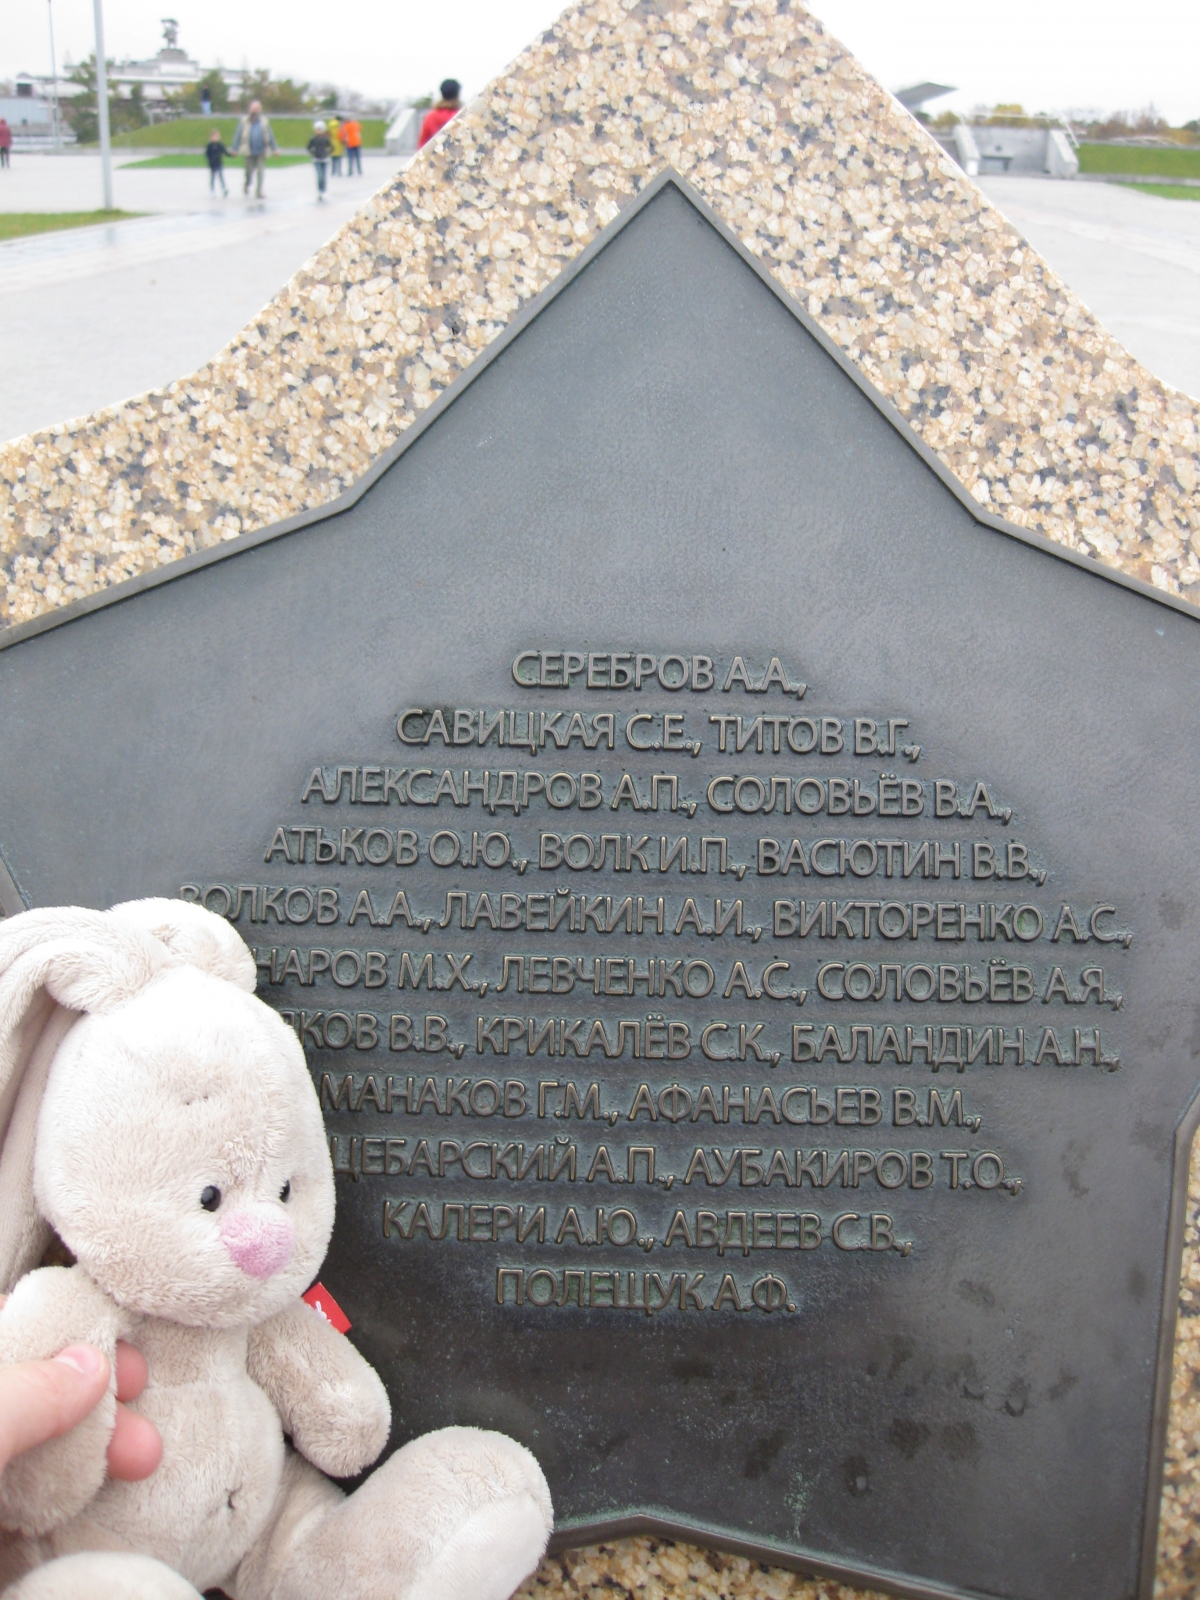 СЕРЕБРОВ А.А.,
САВИЦКАЯ С.Е., ТИТОВ В.Г.,
АЛЕКСАНДРОВ А.П., СОЛОВЬЁВ В.А.,
АТЬКОВ О.Ю., ВОЛК И.П., ВАСЮТИН В.В.,
ВОЛКОВ А.А., ЛАВЕЙКИН А.И., ВИКТОРЕНКО А.С.,
М.Х., ЛЕВЧЕНКО А.С., СОЛОВЬЁВ А.Я.,
В.В., КРИКАЛЁВ С.К., БАЛАНДИН А.Н.,
МАНАКОВ Г.М., АФАНАСЬЕВ В.М.,
А.П., АУБАКИРОВ Т.О.,
КАЛЕРИ А.Ю., АВДЕЕВ С.В.,
ПОЛЕЩУК А.Ф.